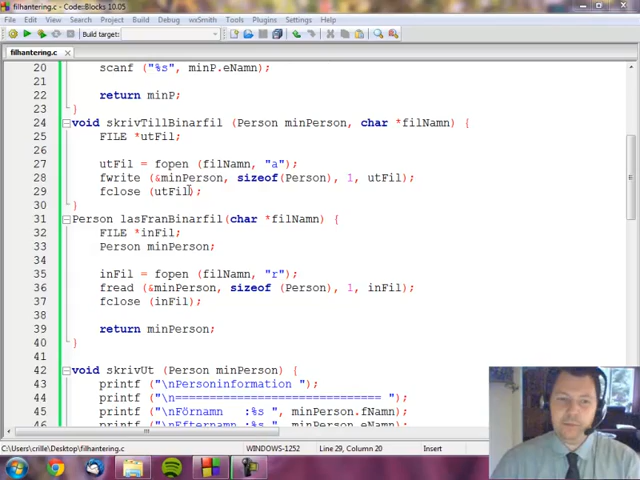 filhantering.c - Code::Blocks 10.05
File Edit View Search Project Build Debug wxSmith Tools Plugins Settings Help
Build target:
filhantering.c
20 scanf ("%s", minP.eNamn);
21
22 return minP;
23 }
24 void skrivTillBinarfil (Person minPerson, char *filNamn) {
25 FILE *utFil;
26
27 utFil = fopen (filNamn, "a");
28 fwrite (&minPerson, sizeof(Person), 1, utFil);
29 fclose (utFil);
30 }
31 Person lasFranBinarfil(char *filNamn) {
32 FILE *inFil;
33 Person minPerson;
34
35 inFil = fopen (filNamn, "r");
36 fread (&minPerson, sizeof (Person), 1, inFil);
37 fclose (inFil);
38
39 return minPerson;
40 }
41
42 void skrivUt (Person minPerson) {
43 printf ("\nPersoninformation ");
44 printf ("\n============================== ");
45 printf ("\nFörnamn :%s ", minPerson.fNamn);
46 printf ("\nEfternamn :%s ", minPerson.eNamn);
C:\Users\crille\Desktop\filhantering.c WINDOWS-1252 Line 29, Column 20 Insert